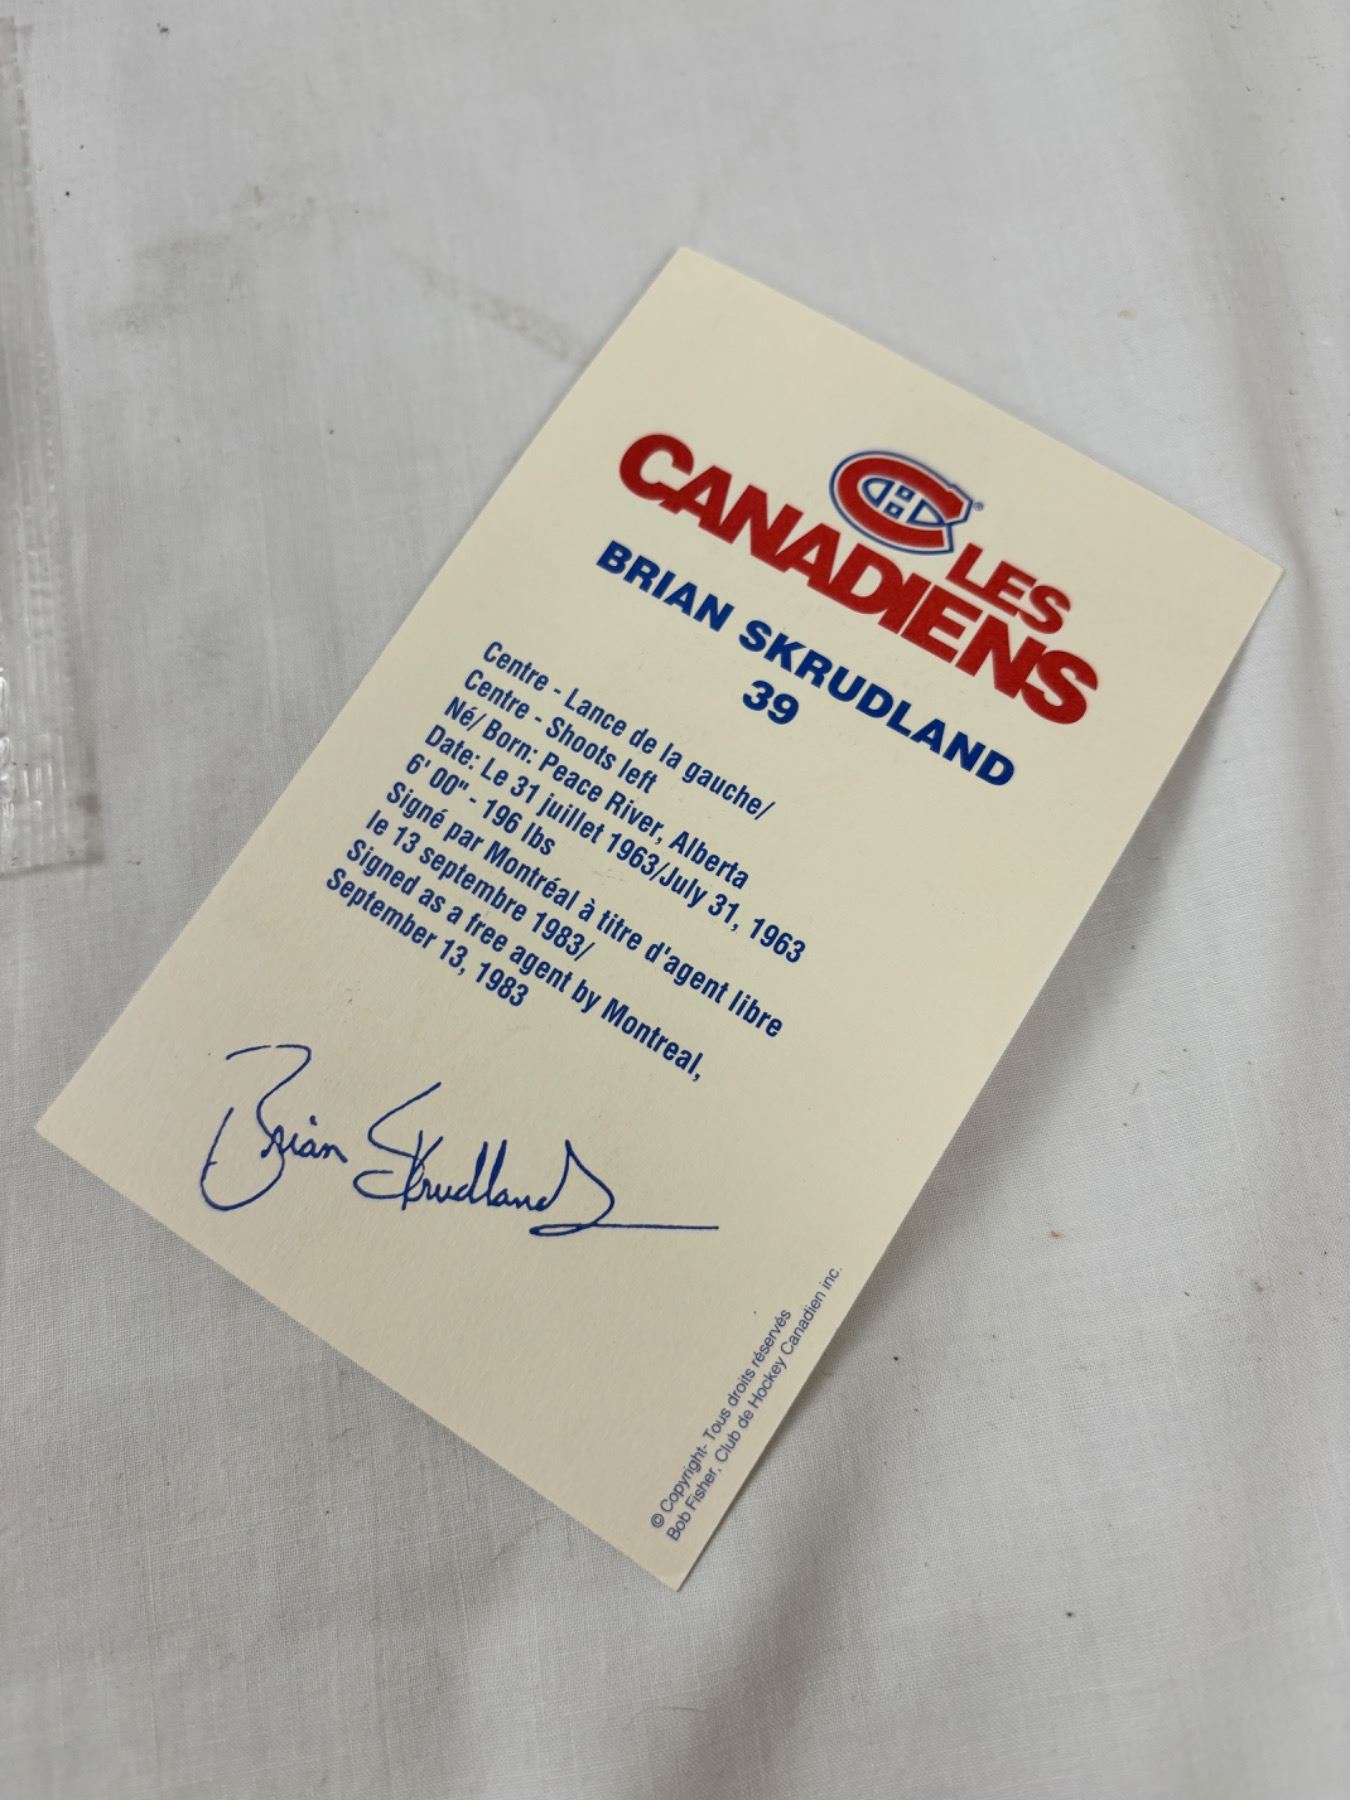 LES
CANADIENS
BRIAN SKRUDLAND
39
Centre - Lance de la gauche/
Centre - Shoots left
Né/ Born: Peace River, Alberta
Date: Le 31 juillet 1963/July 31, 1963
6' 00" - 196 lbs
Signé par Montréal à titre d'agent libre
le 13 septembre 1983/
Signed as a free agent by Montreal,
September 13, 1983
Brian Skrudland
© Copyright- Tous droits réservés
Bob Fisher, Club de Hockey Canadien inc.